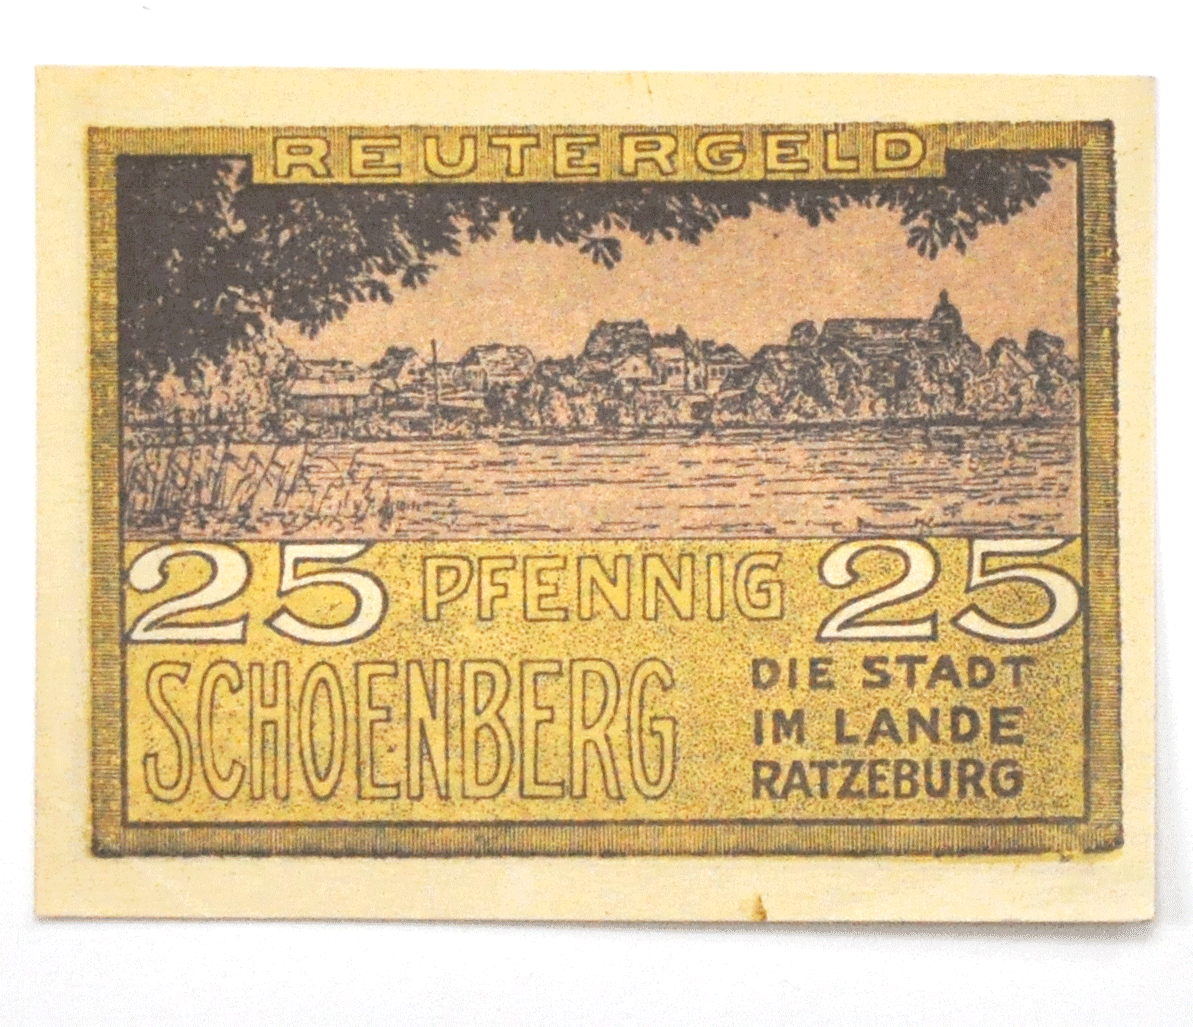 REUTERGELD
25 PFENNIG 25
SCHOENBERG
DIE STADT
IM LANDE
RATZEBURG